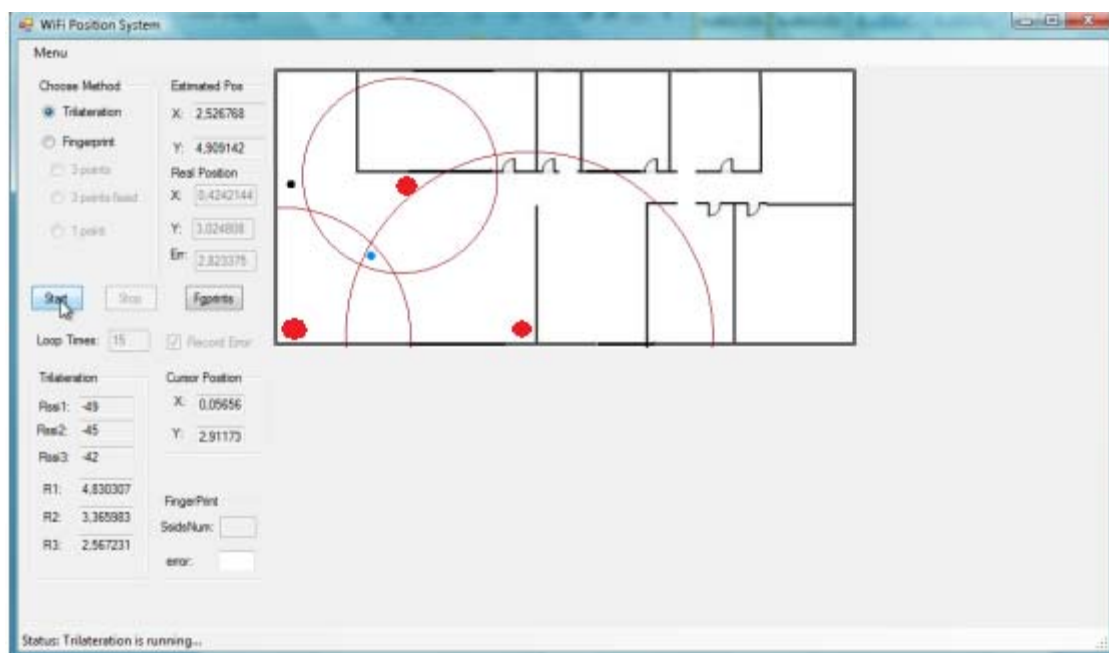 WiFi Position System
Menu
Choose Method
Trilateration
Fingerprint
3 points
3 points fixed
1 point
Estimated Pos
X: 2,526768
Y: 4,909142
Real Position
X: 0,4242144
Y: 3,024808
Err: 2,823375
Start
Stop
Fgprints
Loop Times: 15
Record Error
Trilateration
Rssi1: -49
Rssi2: -45
Rssi3: -42
R1: 4,830307
R2: 3,365983
R3: 2,567231
Cursor Position
X: 0,05656
Y: 2,91173
FingerPrint
SsidsNum:
error:
Status: Trilateration is running...